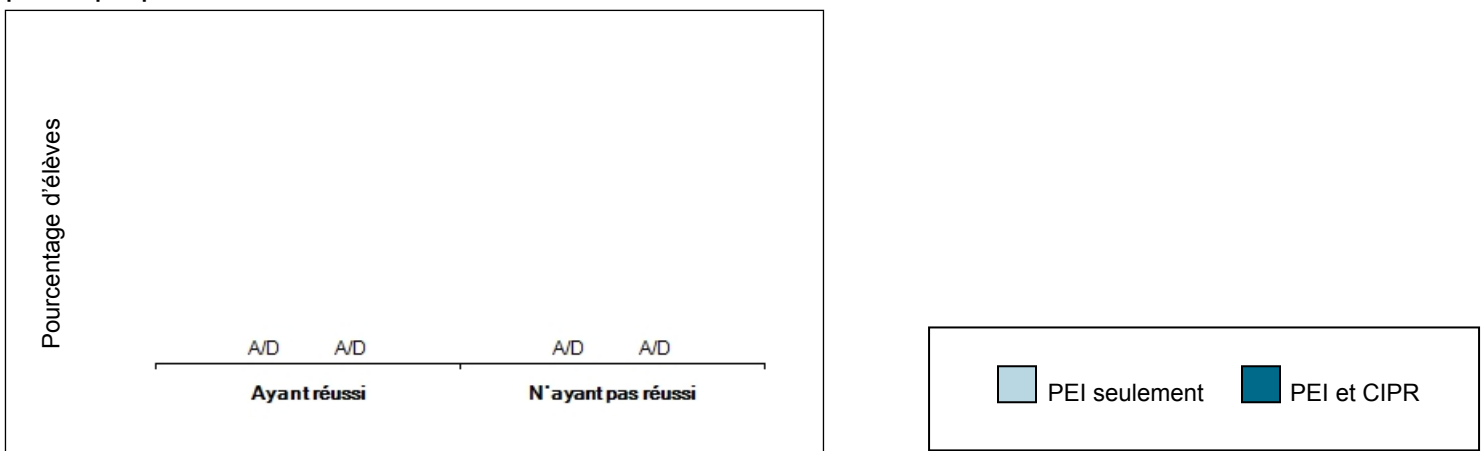 Pourcentage d'élèves
A/D A/D A/D A/D
Ayant réussi N'ayant pas réussi
PEI seulement PEI et CIPR